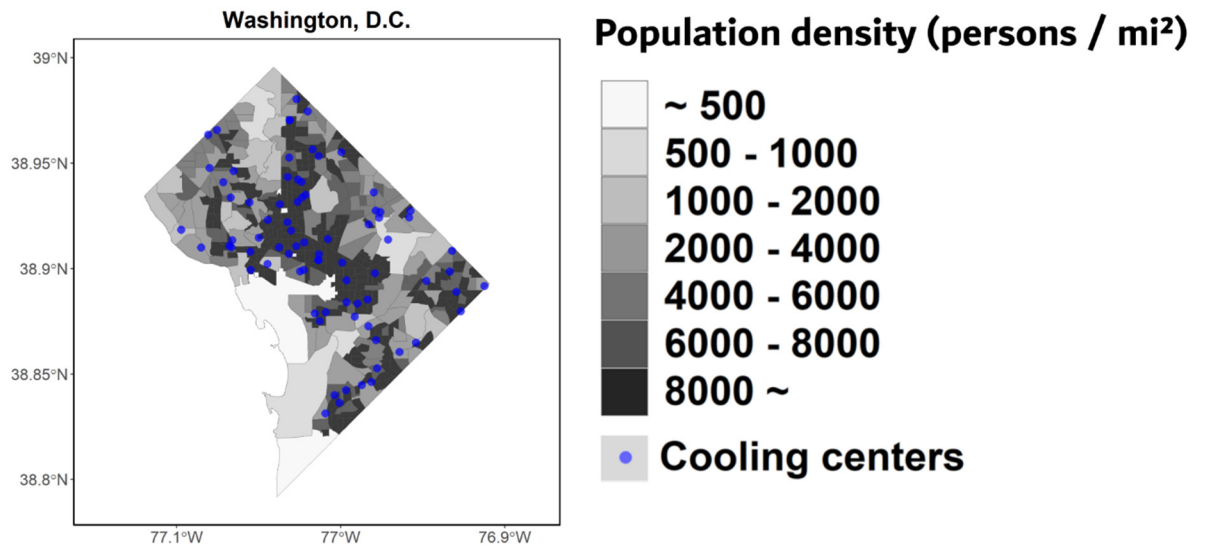 Washington, D.C.
39°N
38.95°N
38.9°N
38.85°N
38.8°N
77.1°W
77°W
76.9°W
Population density (persons / mi²)
~ 500
500 - 1000
1000 - 2000
2000 - 4000
4000 - 6000
6000 - 8000
8000 ~
Cooling centers